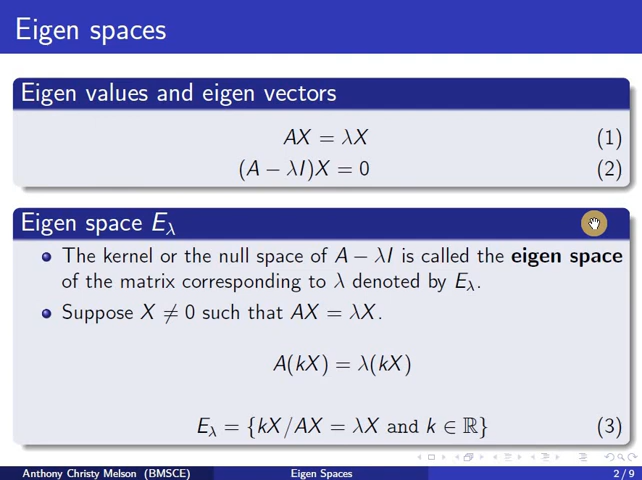 Eigen spaces
Eigen values and eigen vectors
AX = λX (1)
(A − λI)X = 0 (2)
Eigen space E_λ
The kernel or the null space of A − λI is called the eigen space
of the matrix corresponding to λ denoted by E_λ.
Suppose X ≠ 0 such that AX = λX.
A(kX) = λ(kX)
E_λ = {kX/AX = λX and k ∈ ℝ} (3)
Anthony Christy Melson (BMSCE) Eigen Spaces 2 / 9